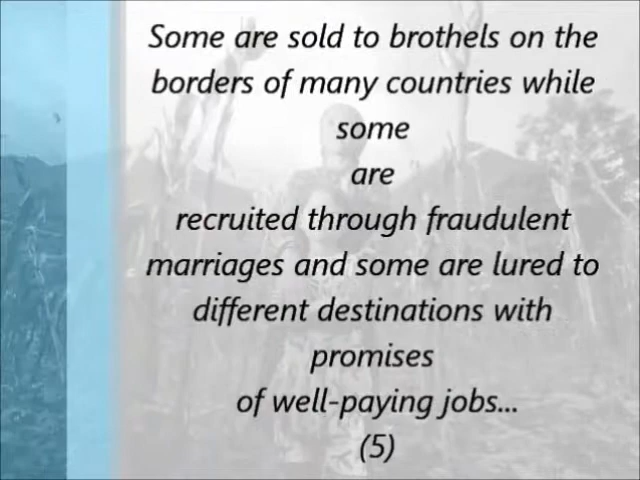 Some are sold to brothels on the
borders of many countries while
some
are
recruited through fraudulent
marriages and some are lured to
different destinations with
promises
of well-paying jobs...
(5)